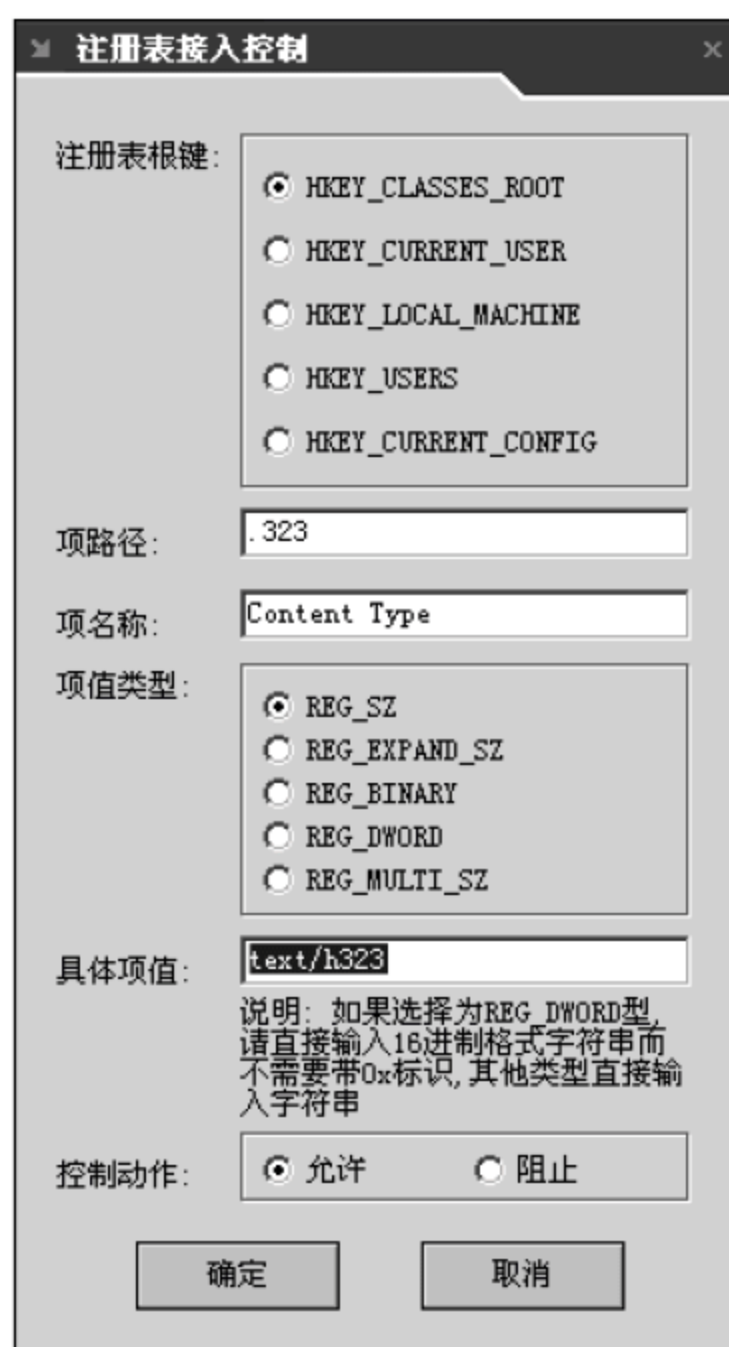 注册表接入控制
注册表根键:
HKEY_CLASSES_ROOT
HKEY_CURRENT_USER
HKEY_LOCAL_MACHINE
HKEY_USERS
HKEY_CURRENT_CONFIG
项路径: .323
项名称: Content Type
项值类型:
REG_SZ
REG_EXPAND_SZ
REG_BINARY
REG_DWORD
REG_MULTI_SZ
具体项值: text/h323
说明: 如果选择为REG_DWORD型,
请直接输入16进制格式字符串而
不需要带0x标识,其他类型直接输
入字符串
控制动作: 允许 阻止
确定 取消